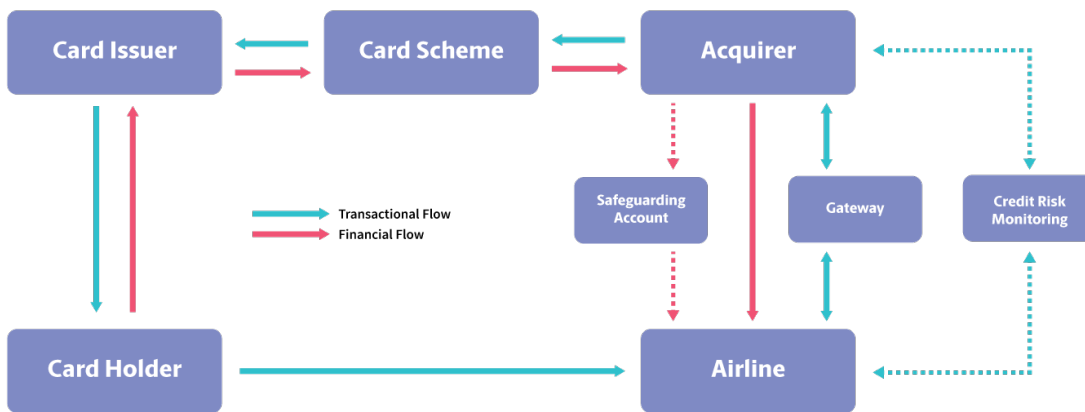 Card Issuer
Card Scheme
Acquirer
Safeguarding
Account
Gateway
Credit Risk
Monitoring
Transactional Flow
Financial Flow
Card Holder
Airline